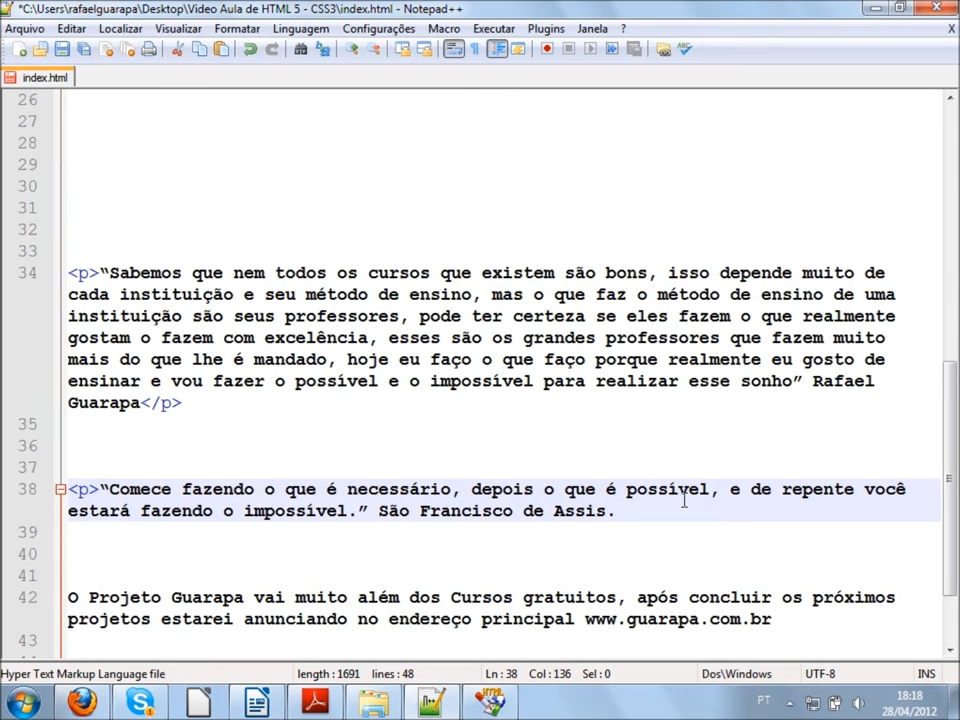 *C:\Users\rafaelguarapa\Desktop\Video Aula de HTML 5 - CSS3\index.html - Notepad++
Arquivo Editar Localizar Visualizar Formatar Linguagem Configurações Macro Executar Plugins Janela ? X
index.html
26
27
28
29
30
31
32
33
34 <p>“Sabemos que nem todos os cursos que existem são bons, isso depende muito de
cada instituição e seu método de ensino, mas o que faz o método de ensino de uma
instituição são seus professores, pode ter certeza se eles fazem o que realmente
gostam o fazem com excelência, esses são os grandes professores que fazem muito
mais do que lhe é mandado, hoje eu faço o que faço porque realmente eu gosto de
ensinar e vou fazer o possível e o impossível para realizar esse sonho” Rafael
Guarapa</p>
35
36
37
38 <p>“Comece fazendo o que é necessário, depois o que é possível, e de repente você
estará fazendo o impossível.” São Francisco de Assis.
39
40
41
42 O Projeto Guarapa vai muito além dos Cursos gratuitos, após concluir os próximos
projetos estarei anunciando no endereço principal www.guarapa.com.br
43
Hyper Text Markup Language file length : 1691 lines : 48 Ln : 38 Col : 136 Sel : 0 Dos\Windows UTF-8 INS
PT 18:18
28/04/2012